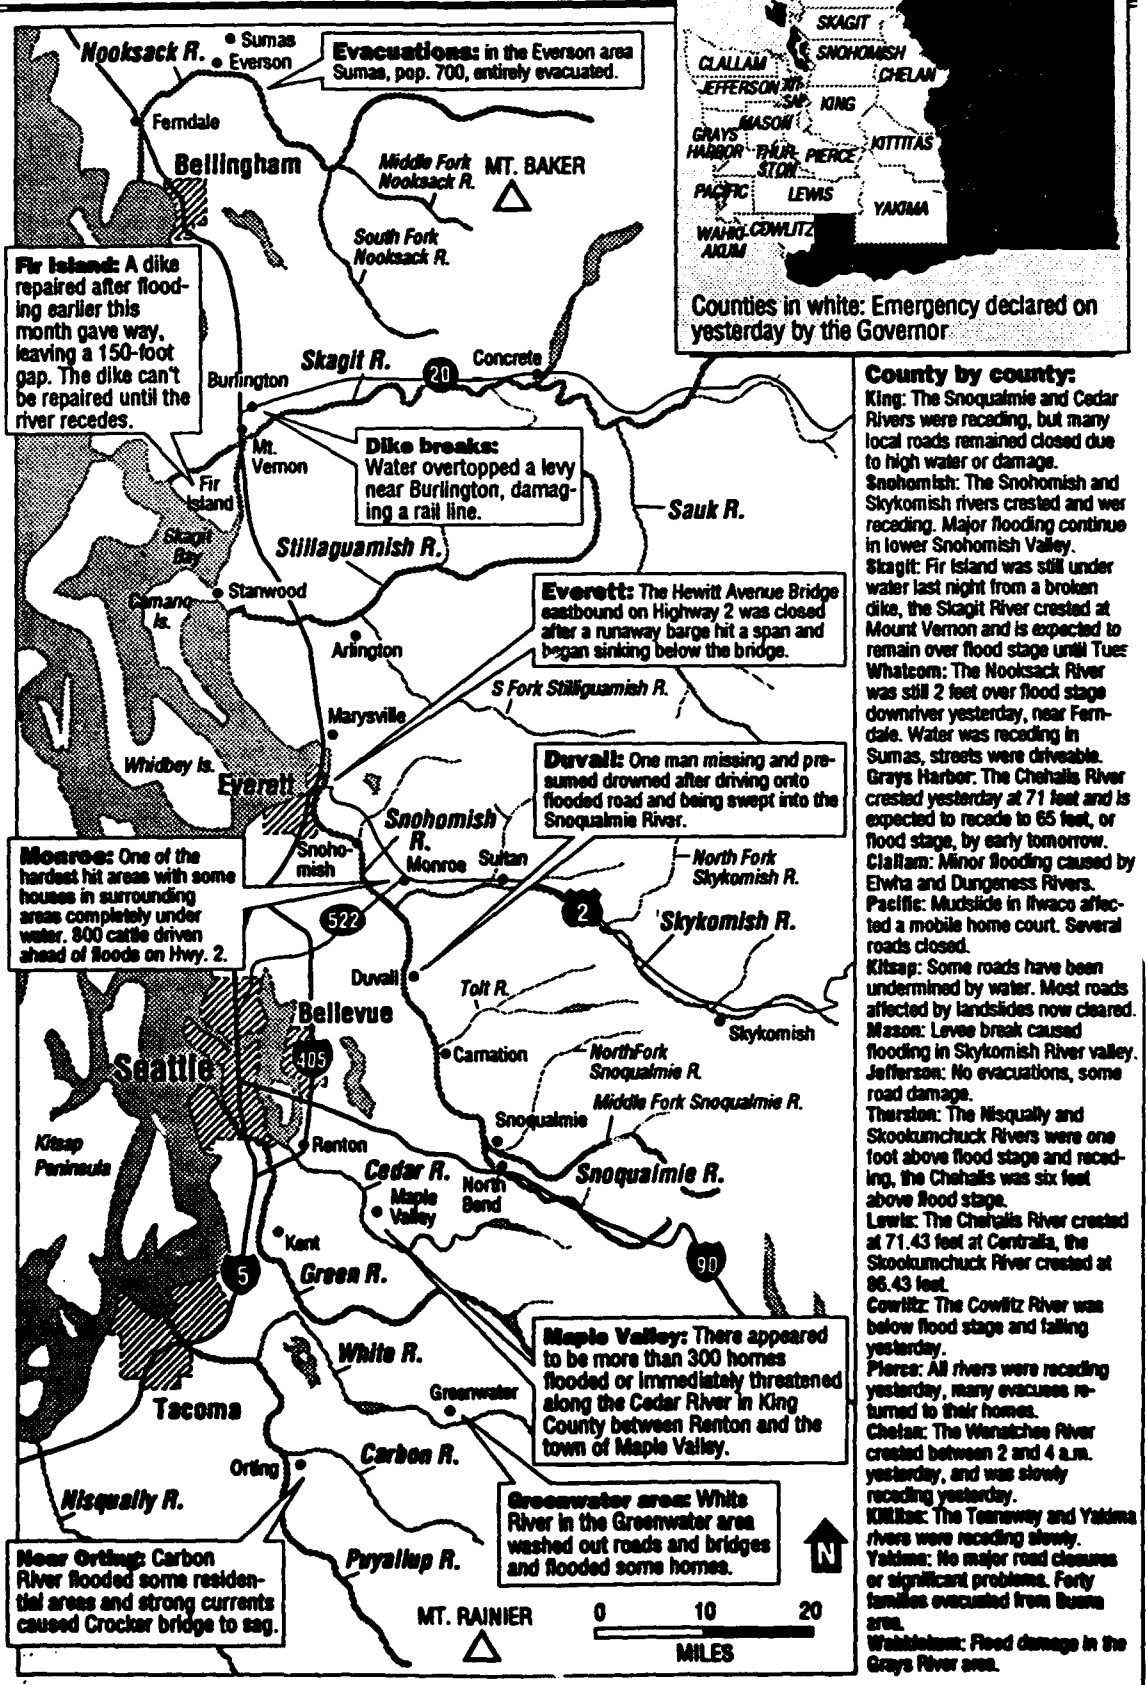 Nooksack R.
Sumas
Everson
Evacuations: in the Everson area
Sumas, pop. 700, entirely evacuated.
Ferndale
Bellingham
Middle Fork
Nooksack R.
MT. BAKER
South Fork
Nooksack R.
SKAGIT
SNOHOMISH
CLALLAM
CHELAN
JEFFERSON
KIT-
SAP
KING
MASON
GRAYS
HARBOR
KITTITAS
THUR-
STON
PIERCE
PACIFIC
LEWIS
YAKIMA
WAHKI-
AKUM
COWLITZ
Counties in white: Emergency declared on
yesterday by the Governor
Fir Island: A dike
repaired after flood-
ing earlier this
month gave way,
leaving a 150-foot
gap. The dike can't
be repaired until the
river recedes.
Skagit R.
20
Concrete
Burlington
Mt.
Vernon
Dike breaks:
Water overtopped a levy
near Burlington, damag-
ing a rail line.
Fir
Island
Sauk R.
Skagit
Bay
Stillaguamish R.
Stanwood
Camano
Is.
Arlington
Everett: The Hewitt Avenue Bridge
eastbound on Highway 2 was closed
after a runaway barge hit a span and
began sinking below the bridge.
S Fork Stilliguamish R.
Marysville
Whidbey Is.
Everett
Duvall: One man missing and pre-
sumed drowned after driving onto
flooded road and being swept into the
Snoqualmie River.
Snohomish
R.
Snoho-
mish
Monroe
Sultan
North Fork
Skykomish R.
Monroe: One of the
hardest hit areas with some
houses in surrounding
areas completely under
water. 800 cattle driven
ahead of floods on Hwy. 2.
522
2
Skykomish R.
Duvall
Tolt R.
Skykomish
Bellevue
Seattle
405
Carnation
NorthFork
Snoqualmie R.
Middle Fork Snoqualmie R.
Snoqualmie
Kitsap
Peninsula
Renton
Cedar R.
Maple
Valley
North
Bend
Snoqualmie R.
Kent
5
Green R.
90
Maple Valley: There appeared
to be more than 300 homes
flooded or immediately threatened
along the Cedar River in King
County between Renton and the
town of Maple Valley.
White R.
Greenwater
Tacoma
Carbon R.
Orting
Nisqually R.
Greenwater area: White
River in the Greenwater area
washed out roads and bridges
and flooded some homes.
Near Orting: Carbon
River flooded some residen-
tial areas and strong currents
caused Crocker bridge to sag.
Puyallup R.
N
MT. RAINIER
0 10 20
MILES
County by county:
King: The Snoqualmie and Cedar
Rivers were receding, but many
local roads remained closed due
to high water or damage.
Snohomish: The Snohomish and
Skykomish rivers crested and wer
receding. Major flooding continue
in lower Snohomish Valley.
Skagit: Fir Island was still under
water last night from a broken
dike, the Skagit River crested at
Mount Vernon and is expected to
remain over flood stage until Tues
Whatcom: The Nooksack River
was still 2 feet over flood stage
downriver yesterday, near Fern-
dale. Water was receding in
Sumas, streets were driveable.
Grays Harbor: The Chehalis River
crested yesterday at 71 feet and is
expected to recede to 65 feet, or
flood stage, by early tomorrow.
Clallam: Minor flooding caused by
Elwha and Dungeness Rivers.
Pacific: Mudslide in Ilwaco affec-
ted a mobile home court. Several
roads closed.
Kitsap: Some roads have been
undermined by water. Most roads
affected by landslides now cleared.
Mason: Levee break caused
flooding in Skykomish River valley.
Jefferson: No evacuations, some
road damage.
Thurston: The Nisqually and
Skookumchuck Rivers were one
foot above flood stage and reced-
ing, the Chehalis was six feet
above flood stage.
Lewis: The Chehalis River crested
at 71.43 feet at Centralia, the
Skookumchuck River crested at
86.43 feet.
Cowlitz: The Cowlitz River was
below flood stage and falling
yesterday.
Pierce: All rivers were receding
yesterday, many evacuees re-
turned to their homes.
Chelan: The Wenatchee River
crested between 2 and 4 a.m.
yesterday, and was slowly
receding yesterday.
Kittitas: The Teanaway and Yakima
rivers were receding slowly.
Yakima: No major road closures
or significant problems. Forty
families evacuated from Buena
area.
Wahkiakum: Flood damage in the
Grays River area.